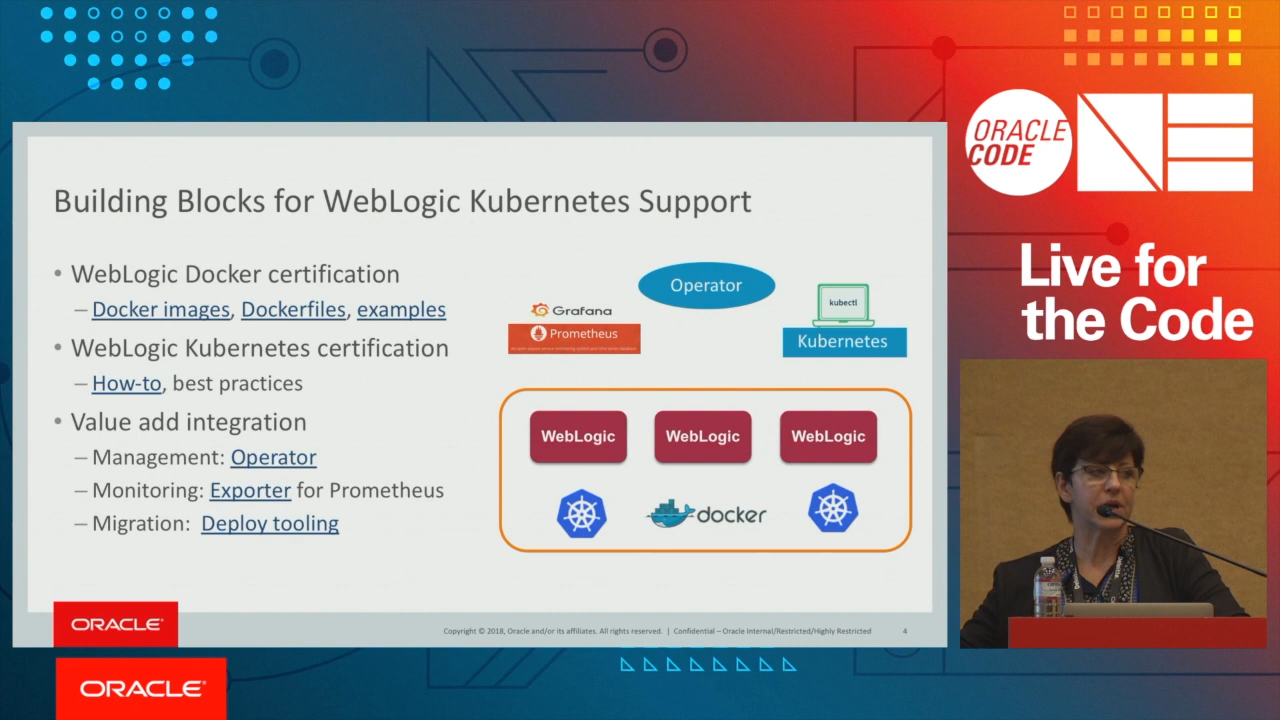 Building Blocks for WebLogic Kubernetes Support
• WebLogic Docker certification
– Docker images, Dockerfiles, examples
• WebLogic Kubernetes certification
– How-to, best practices
• Value add integration
– Management: Operator
– Monitoring: Exporter for Prometheus
– Migration: Deploy tooling
Operator
Grafana
Prometheus
kubectl
Kubernetes
WebLogic
WebLogic
WebLogic
docker
ORACLE
Copyright © 2018, Oracle and/or its affiliates. All rights reserved. | Confidential – Oracle Internal/Restricted/Highly Restricted
4
ORACLE
ORACLE
CODE
ONE
Live for
the Code